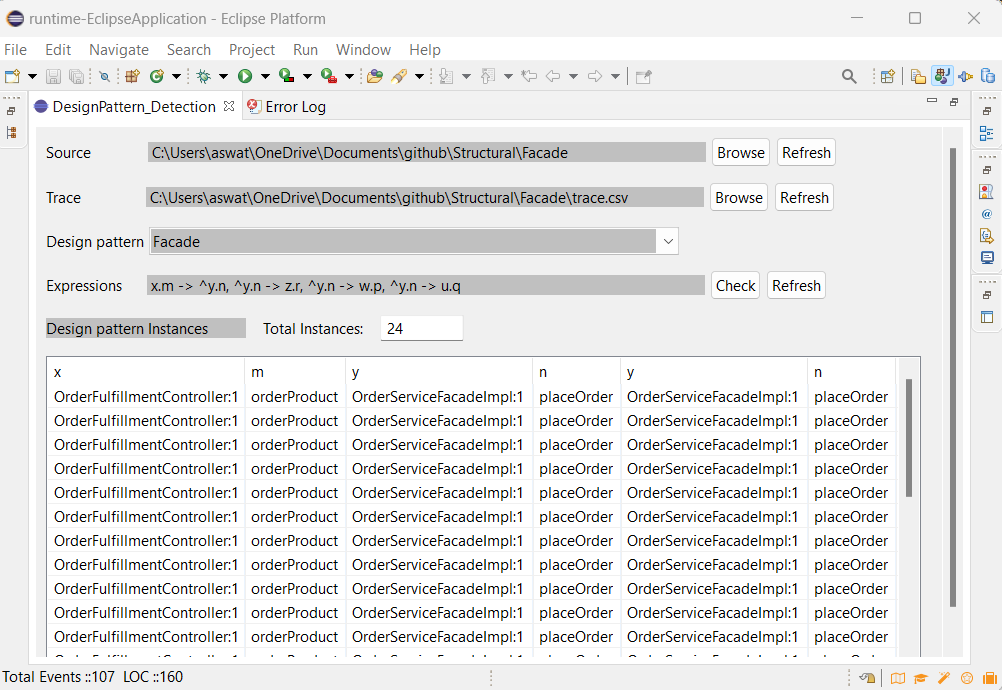 runtime-EclipseApplication - Eclipse Platform
File Edit Navigate Search Project Run Window Help
DesignPattern_Detection Error Log
Source C:\Users\aswat\OneDrive\Documents\github\Structural\Facade Browse Refresh
Trace C:\Users\aswat\OneDrive\Documents\github\Structural\Facade\trace.csv Browse Refresh
Design pattern Facade
Expressions x.m -> ^y.n, ^y.n -> z.r, ^y.n -> w.p, ^y.n -> u.q Check Refresh
Design pattern Instances Total Instances: 24
x m y n y n
OrderFulfillmentController:1 orderProduct OrderServiceFacadeImpl:1 placeOrder OrderServiceFacadeImpl:1 placeOrder
OrderFulfillmentController:1 orderProduct OrderServiceFacadeImpl:1 placeOrder OrderServiceFacadeImpl:1 placeOrder
OrderFulfillmentController:1 orderProduct OrderServiceFacadeImpl:1 placeOrder OrderServiceFacadeImpl:1 placeOrder
OrderFulfillmentController:1 orderProduct OrderServiceFacadeImpl:1 placeOrder OrderServiceFacadeImpl:1 placeOrder
OrderFulfillmentController:1 orderProduct OrderServiceFacadeImpl:1 placeOrder OrderServiceFacadeImpl:1 placeOrder
OrderFulfillmentController:1 orderProduct OrderServiceFacadeImpl:1 placeOrder OrderServiceFacadeImpl:1 placeOrder
OrderFulfillmentController:1 orderProduct OrderServiceFacadeImpl:1 placeOrder OrderServiceFacadeImpl:1 placeOrder
OrderFulfillmentController:1 orderProduct OrderServiceFacadeImpl:1 placeOrder OrderServiceFacadeImpl:1 placeOrder
OrderFulfillmentController:1 orderProduct OrderServiceFacadeImpl:1 placeOrder OrderServiceFacadeImpl:1 placeOrder
OrderFulfillmentController:1 orderProduct OrderServiceFacadeImpl:1 placeOrder OrderServiceFacadeImpl:1 placeOrder
OrderFulfillmentController:1 orderProduct OrderServiceFacadeImpl:1 placeOrder OrderServiceFacadeImpl:1 placeOrder
Total Events ::107 LOC ::160